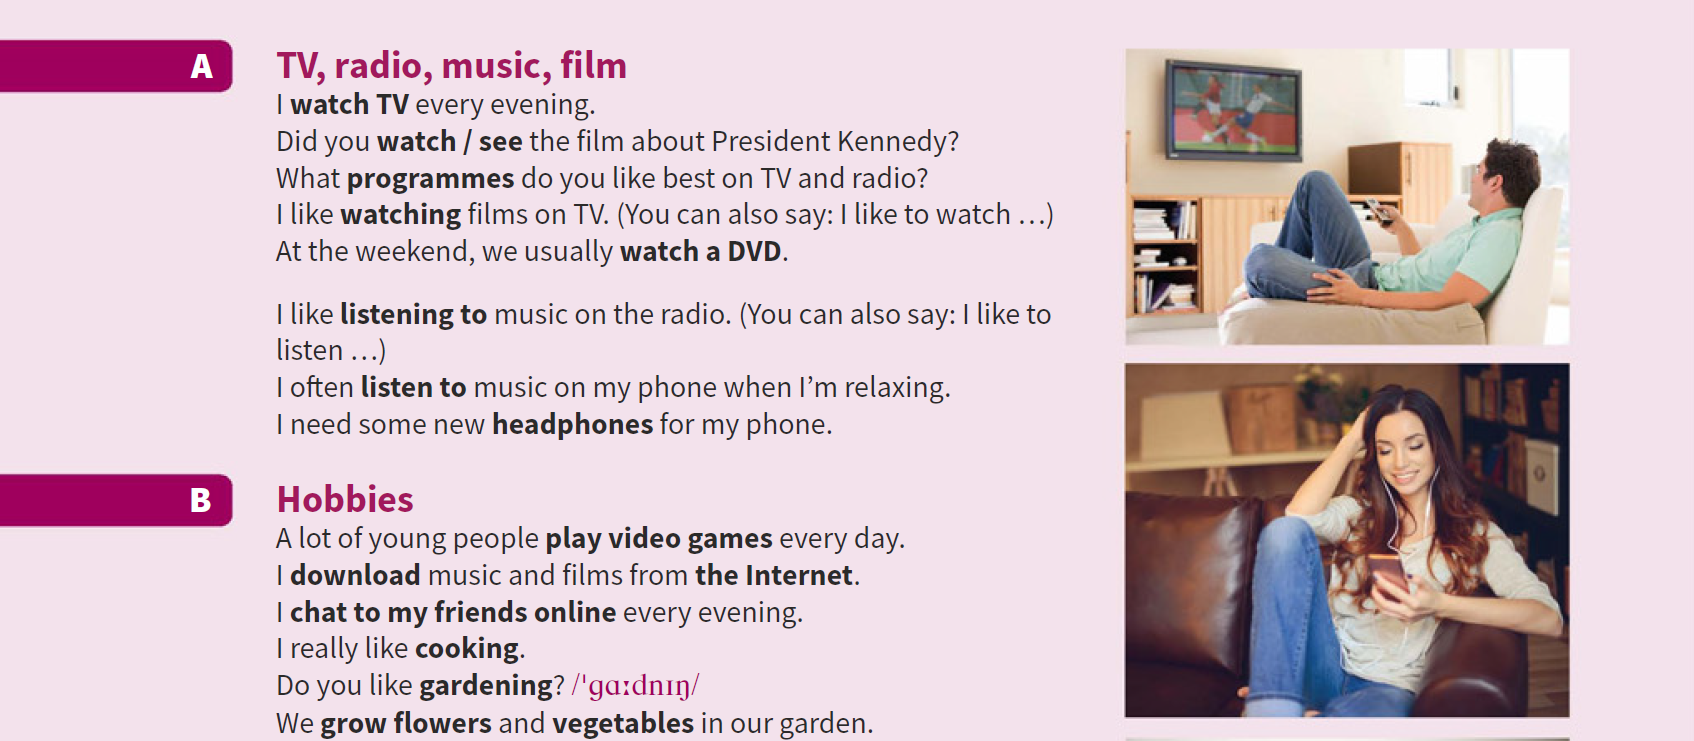 A
TV, radio, music, film
I watch TV every evening.
Did you watch / see the film about President Kennedy?
What programmes do you like best on TV and radio?
I like watching films on TV. (You can also say: I like to watch …)
At the weekend, we usually watch a DVD.
I like listening to music on the radio. (You can also say: I like to
listen …)
I often listen to music on my phone when I’m relaxing.
I need some new headphones for my phone.
B
Hobbies
A lot of young people play video games every day.
I download music and films from the Internet.
I chat to my friends online every evening.
I really like cooking.
Do you like gardening? /ˈgɑːdnɪŋ/
We grow flowers and vegetables in our garden.